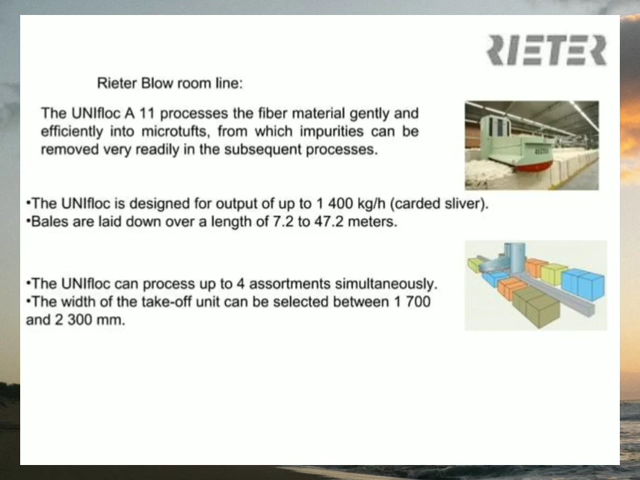 RIETER
Rieter Blow room line:
The UNIfloc A 11 processes the fiber material gently and
efficiently into microtufts, from which impurities can be
removed very readily in the subsequent processes.
•The UNIfloc is designed for output of up to 1 400 kg/h (carded sliver).
•Bales are laid down over a length of 7.2 to 47.2 meters.
•The UNIfloc can process up to 4 assortments simultaneously.
•The width of the take-off unit can be selected between 1 700
and 2 300 mm.